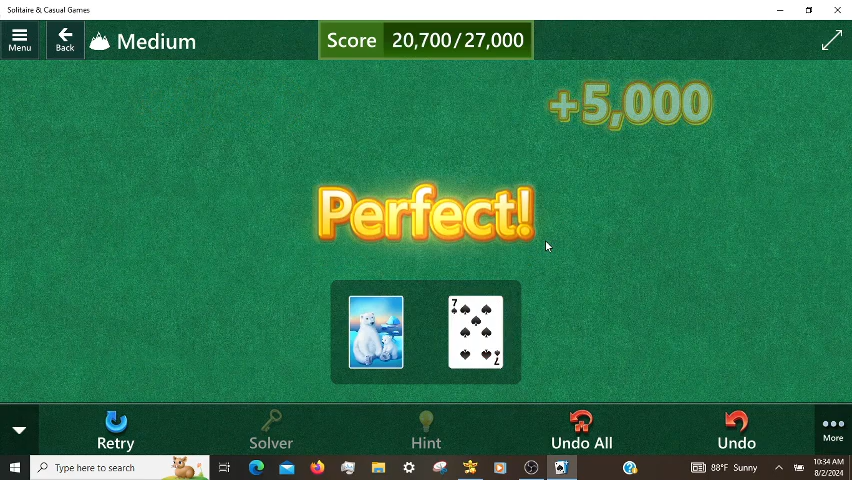 Solitaire & Casual Games
Menu
Back
Medium
Score 20,700/27,000
+5,000
Perfect!
7
7
Retry
Solver
Hint
Undo All
Undo
More
Type here to search
88°F Sunny
10:34 AM
8/2/2024